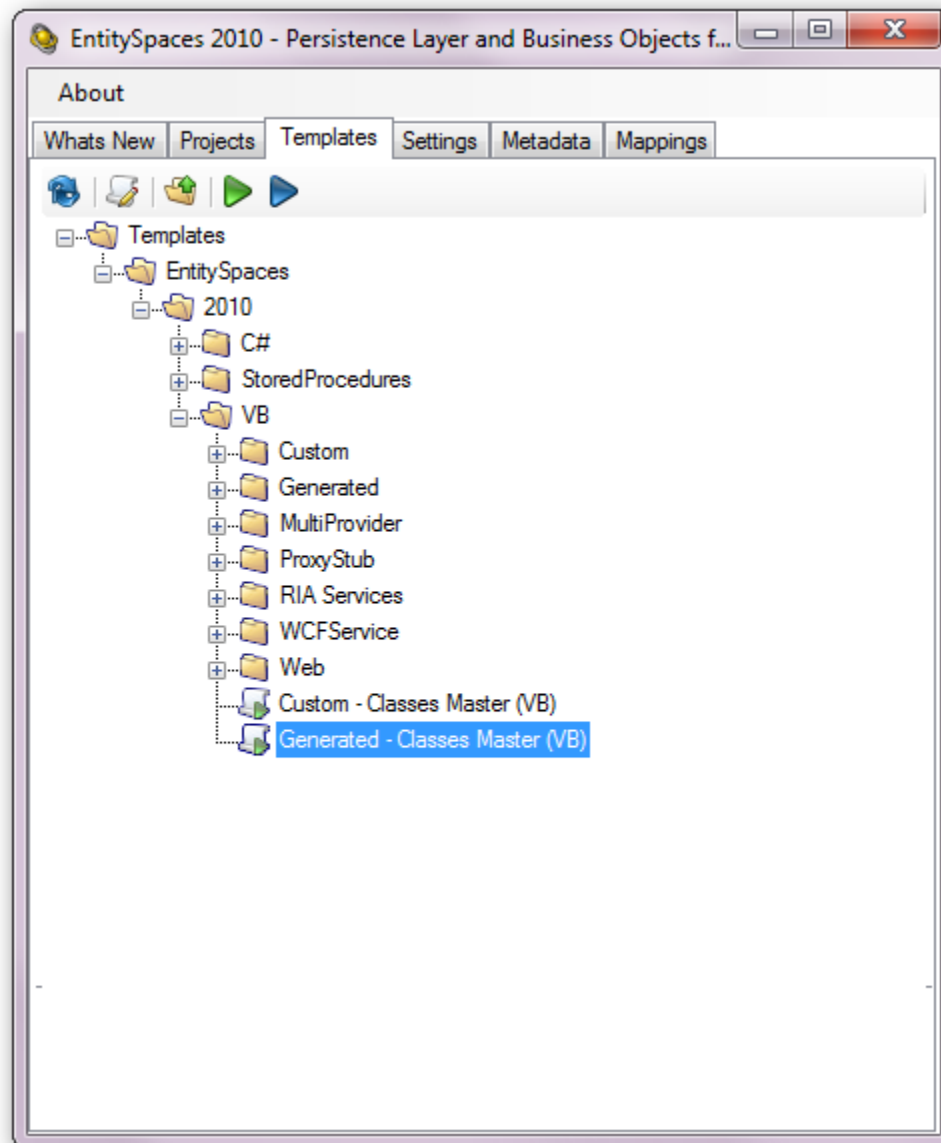 EntitySpaces 2010 - Persistence Layer and Business Objects f...
About
Whats New Projects Templates Settings Metadata Mappings
Templates
EntitySpaces
2010
C#
StoredProcedures
VB
Custom
Generated
MultiProvider
ProxyStub
RIA Services
WCFService
Web
Custom - Classes Master (VB)
Generated - Classes Master (VB)